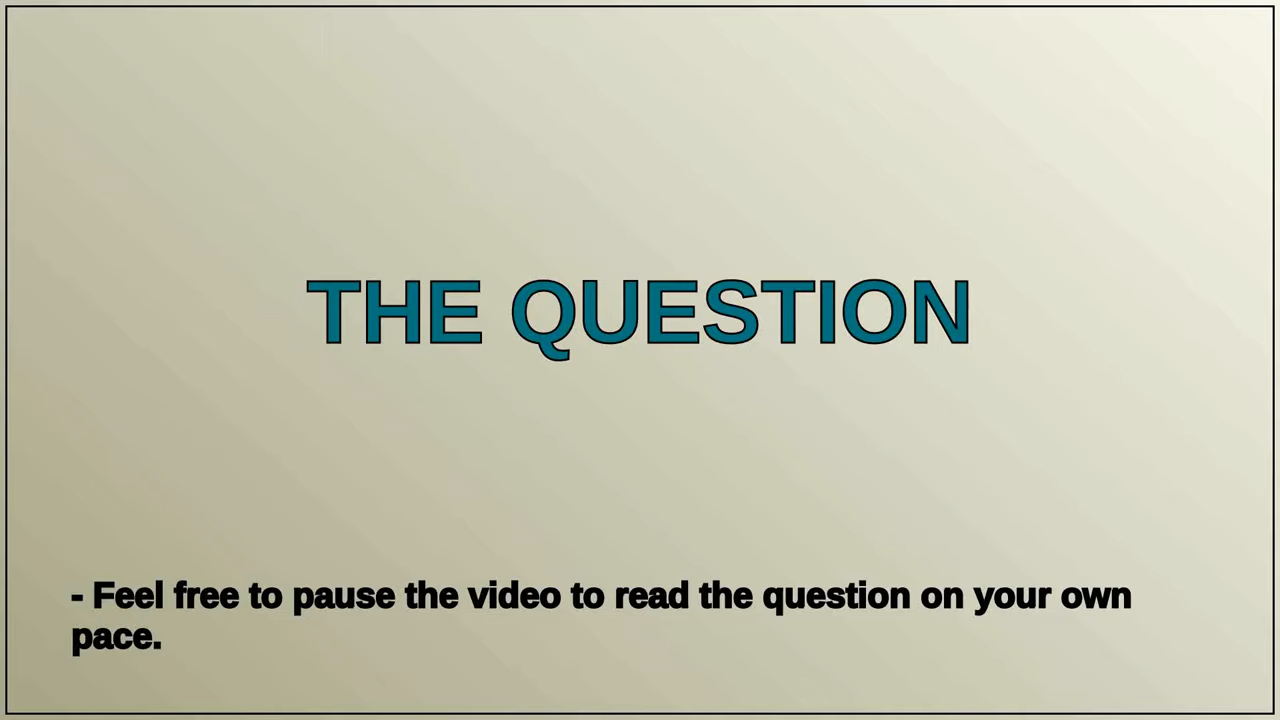 THE QUESTION
- Feel free to pause the video to read the question on your own
pace.